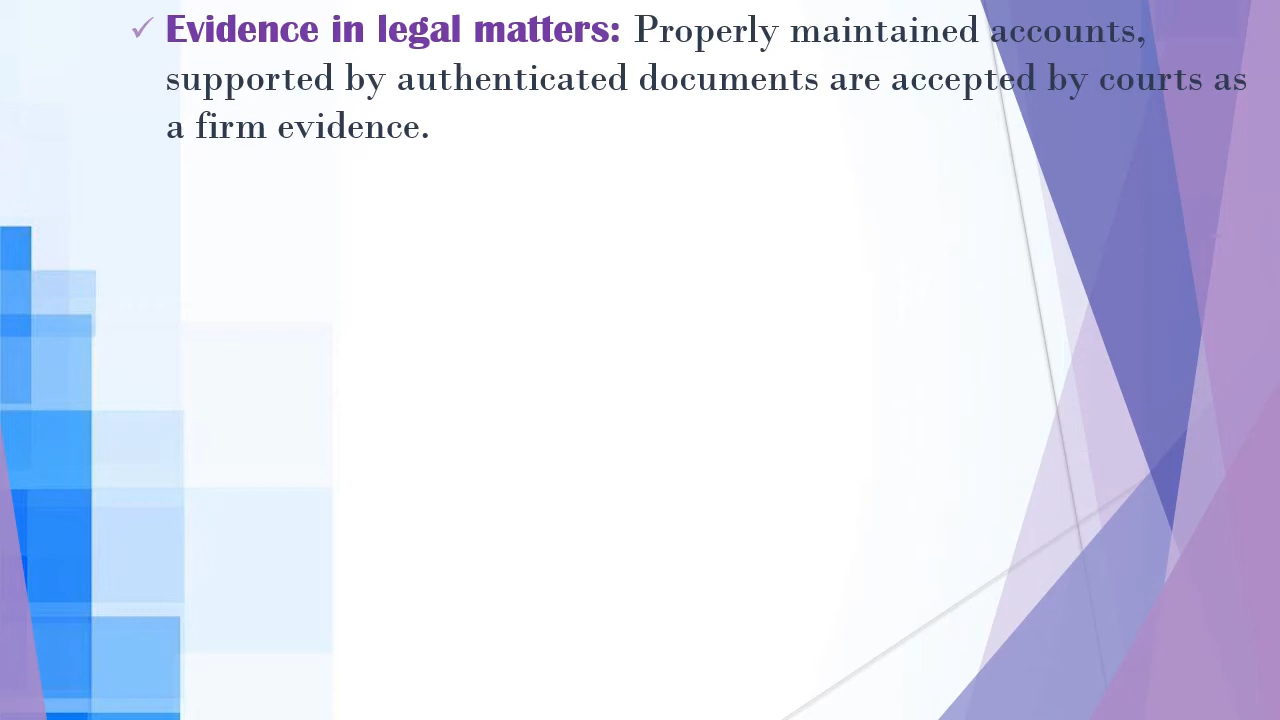 ✓ Evidence in legal matters: Properly maintained accounts,
supported by authenticated documents are accepted by courts as
a firm evidence.